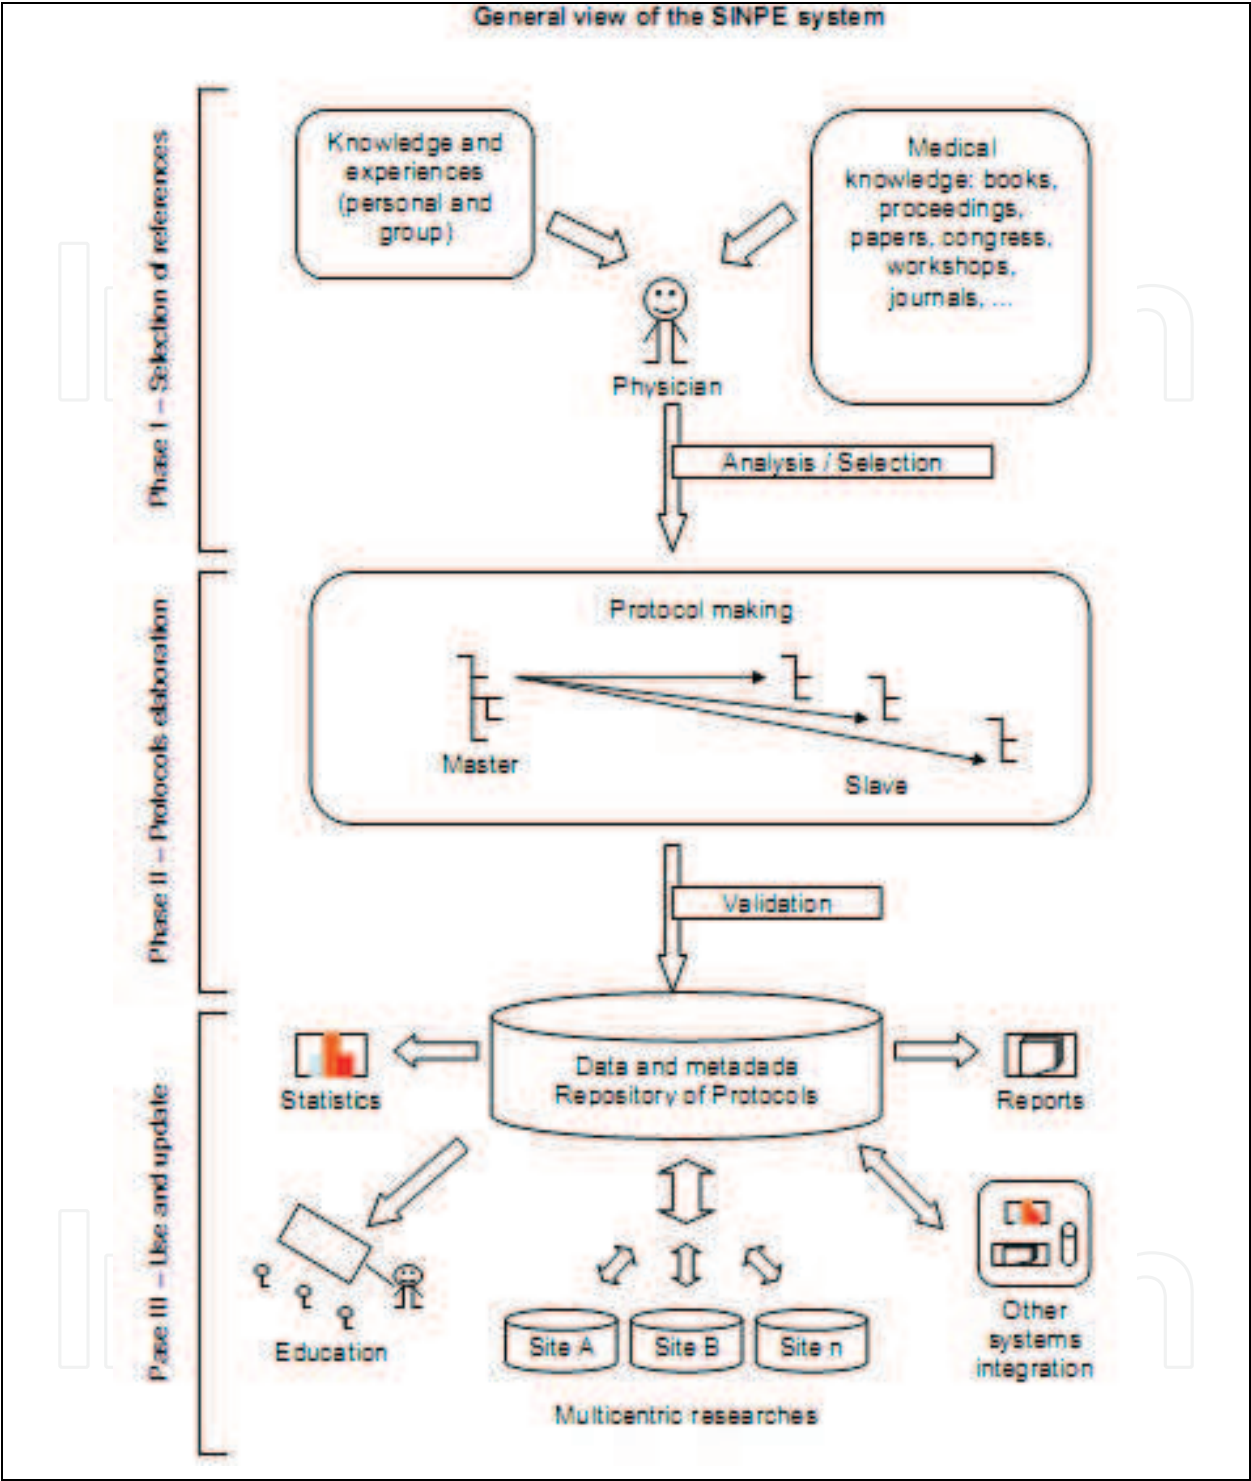 General view of the SINPE system
Phase I – Selection of references
Knowledge and
experiences
(personal and
group)
Medical
knowledge: books,
proceedings,
papers, congress,
workshops,
journals, ...
Physician
Analysis / Selection
Phase II – Protocols elaboration
Protocol making
Master
Slave
Validation
Pase III – Use and update
Data and metadada
Repository of Protocols
Statistics
Reports
Education
Site A
Site B
Site n
Multicentric researches
Other
systems
integration